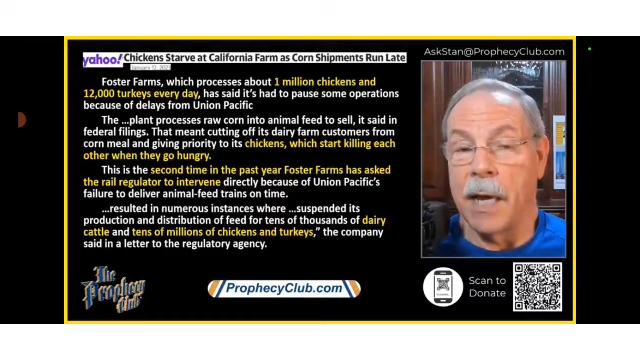 yahoo! Chickens Starve at California Farm as Corn Shipments Run Late
January 12, 2023
AskStan@ProphecyClub.com
Foster Farms, which processes about 1 million chickens and
12,000 turkeys every day, has said it's had to pause some operations
because of delays from Union Pacific
The ...plant processes raw corn into animal feed to sell, it said in
federal filings. That meant cutting off its dairy farm customers from
corn meal and giving priority to its chickens, which start killing each
other when they go hungry.
This is the second time in the past year Foster Farms has asked
the rail regulator to intervene directly because of Union Pacific's
failure to deliver animal-feed trains on time.
...resulted in numerous instances where ...suspended its
production and distribution of feed for tens of thousands of dairy
cattle and tens of millions of chickens and turkeys," the company
said in a letter to the regulatory agency.
The
Prophecy Club
ProphecyClub.com
Scan to
Donate